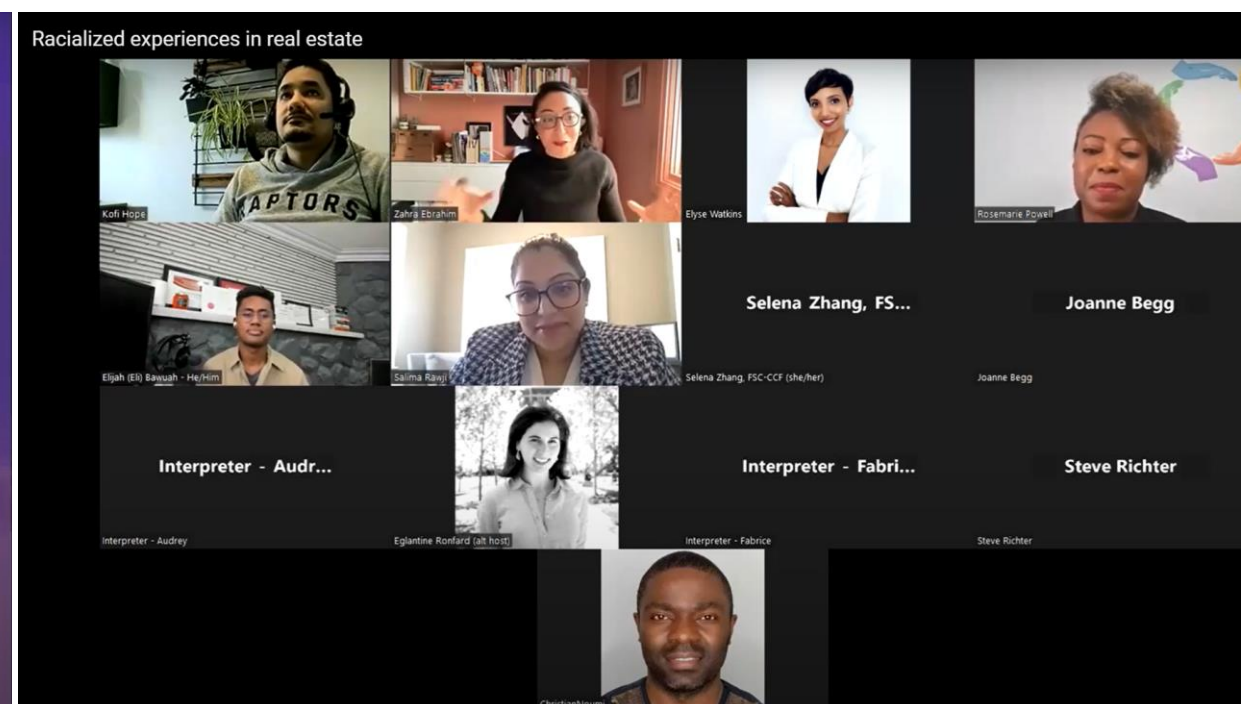 Racialized experiences in real estate
RAPTORS
Kofi Hope
Zahra Ebrahim
Elyse Watkins
Rosemarie Powell
Selena Zhang, FS...
Joanne Begg
Elijah (Eli) Bawuah - He/Him
Salima Rawji
Selena Zhang, FSC-CCF (she/her)
Joanne Begg
Interpreter - Audr...
Interpreter - Fabri...
Steve Richter
Interpreter - Audrey
Eglantine Ronfard (alt host)
Interpreter - Fabrice
Steve Richter